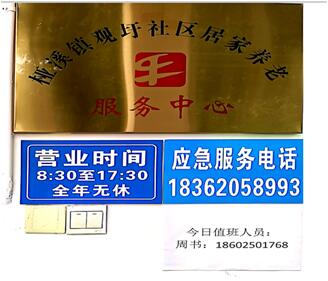 桠溪镇观圩社区居家养老
服务中心
营业时间
8:30至17:30
全年无休
应急服务电话
18362058993
今日值班人员:
周书: 18602501768